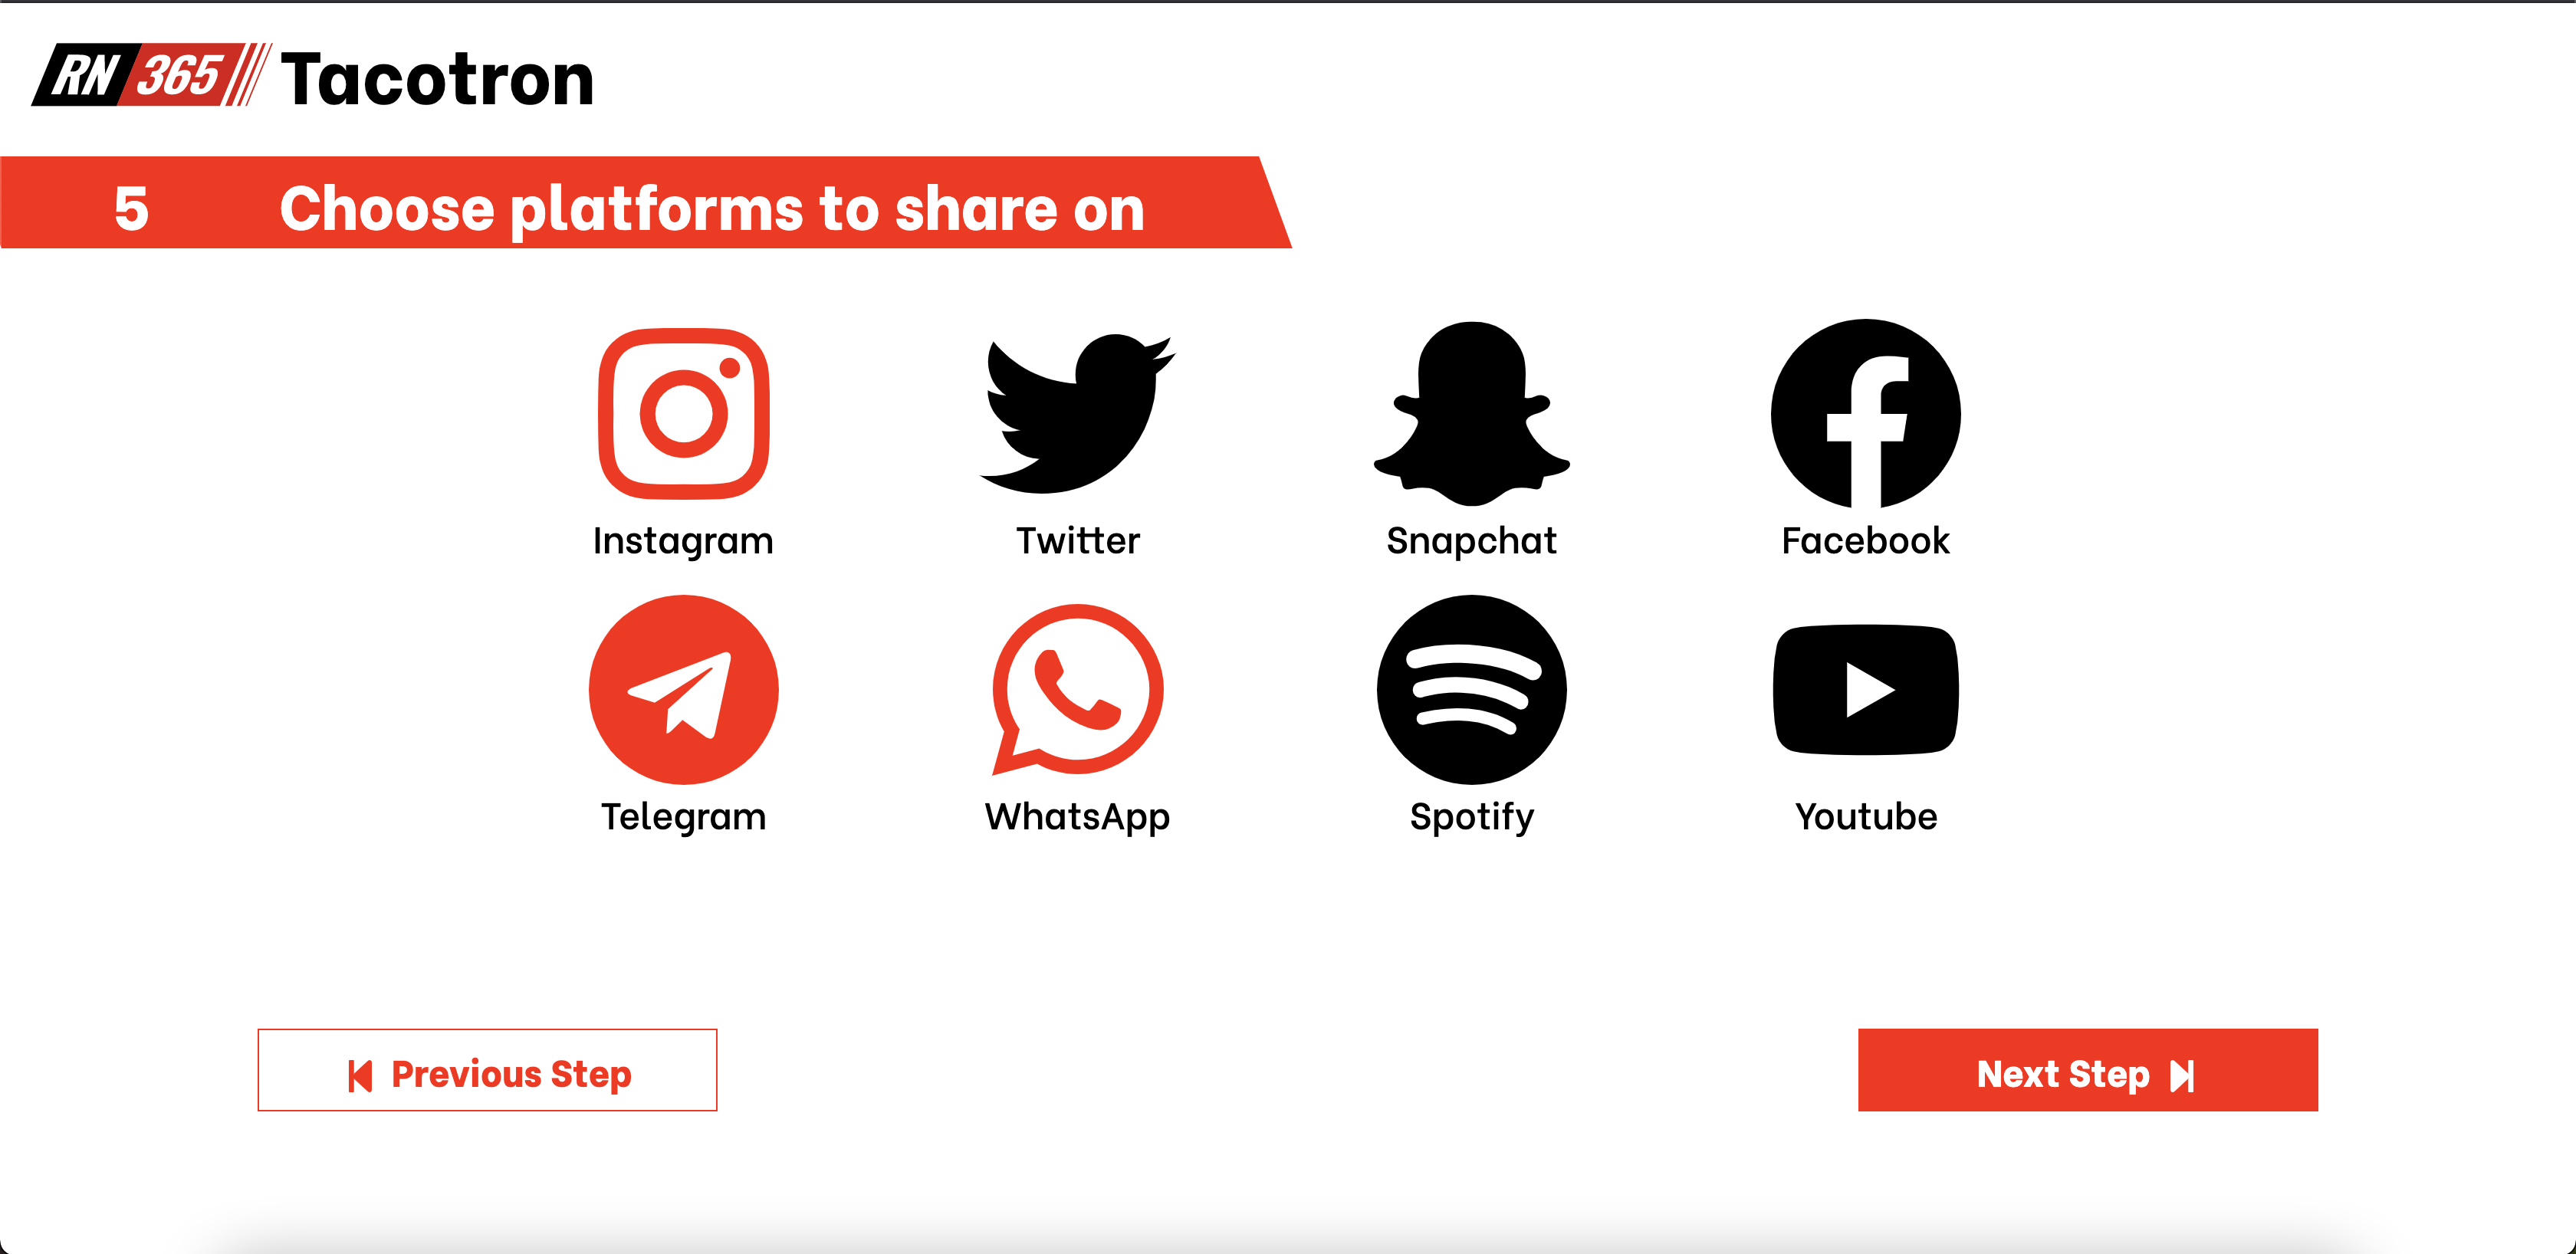 RN 365 Tacotron
5 Choose platforms to share on
Instagram Twitter Snapchat Facebook
Telegram WhatsApp Spotify Youtube
Previous Step Next Step